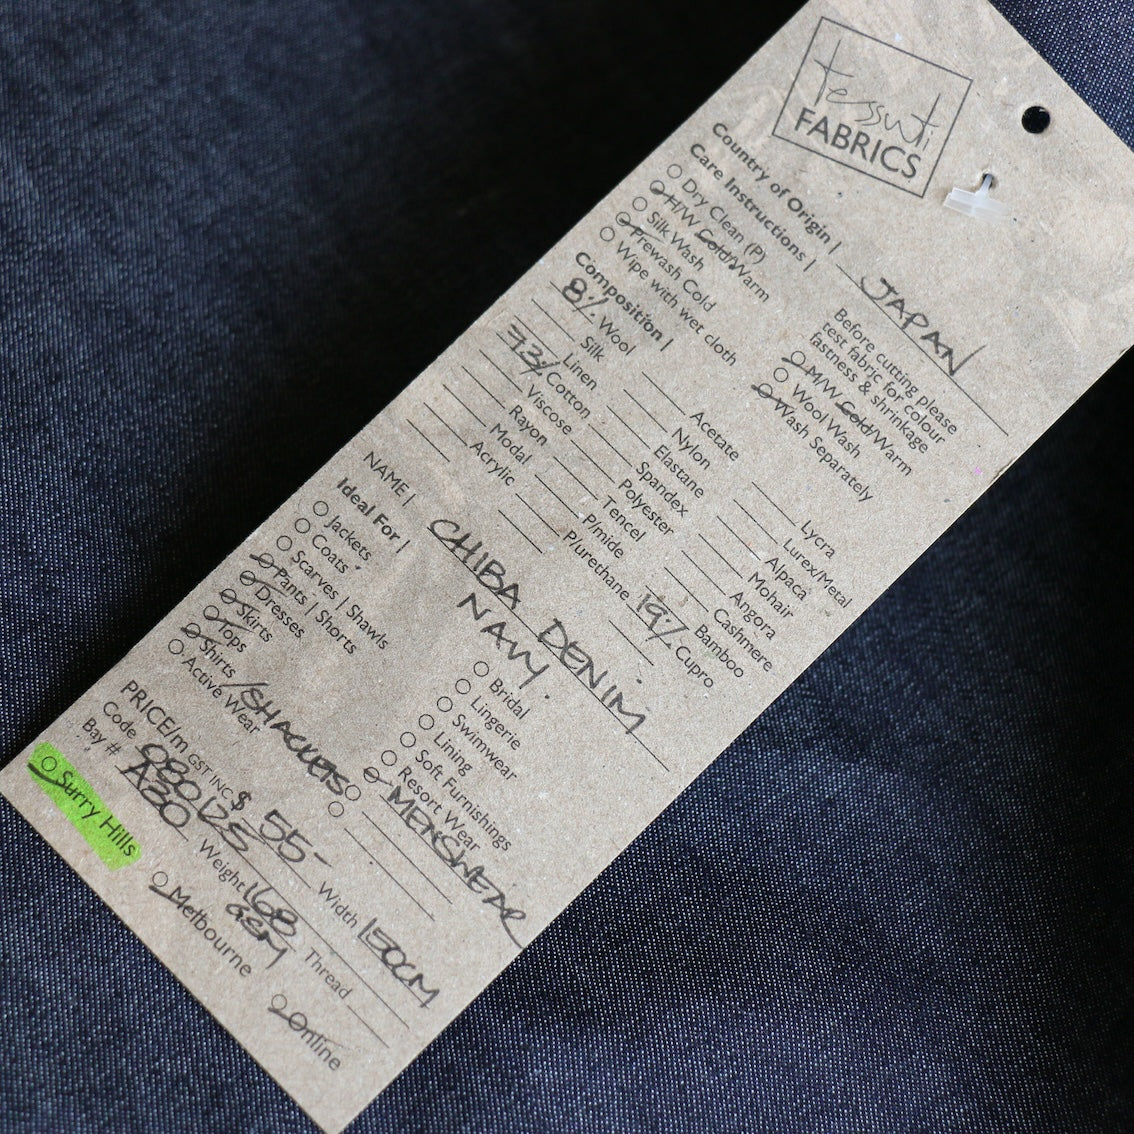 tessuti
FABRICS
Country of Origin | JAPAN
Care Instructions |
Dry Clean (P)
H/W Cold/Warm
Silk Wash
Prewash Cold
Wipe with wet cloth
Before cutting please
test fabric for colour
fastness & shrinkage
M/W Cold/Warm
Wool Wash
Wash Separately
Composition |
8% Wool
Silk
Linen
73% Cotton
Viscose
Rayon
Modal
Acrylic
Acetate
Nylon
Elastane
Spandex
Polyester
Tencel
P/mide
P/urethane
Lycra
Lurex/Metal
Alpaca
Mohair
Angora
Cashmere
Bamboo
19% Cupro
NAME | CHIBA DENIM
NAVY.
Ideal For |
Jackets
Coats
Scarves | Shawls
Pants | Shorts
Dresses
Skirts
Tops
Shirts /SHACKETS
Active Wear
Bridal
Lingerie
Swimwear
Lining
Soft Furnishings
Resort Wear
MENSWEAR
PRICE/m GST INC $ 55- Width 150CM
Code 080125 Weight 168 GSM Thread
Bay # A30
Surry Hills Melbourne Online